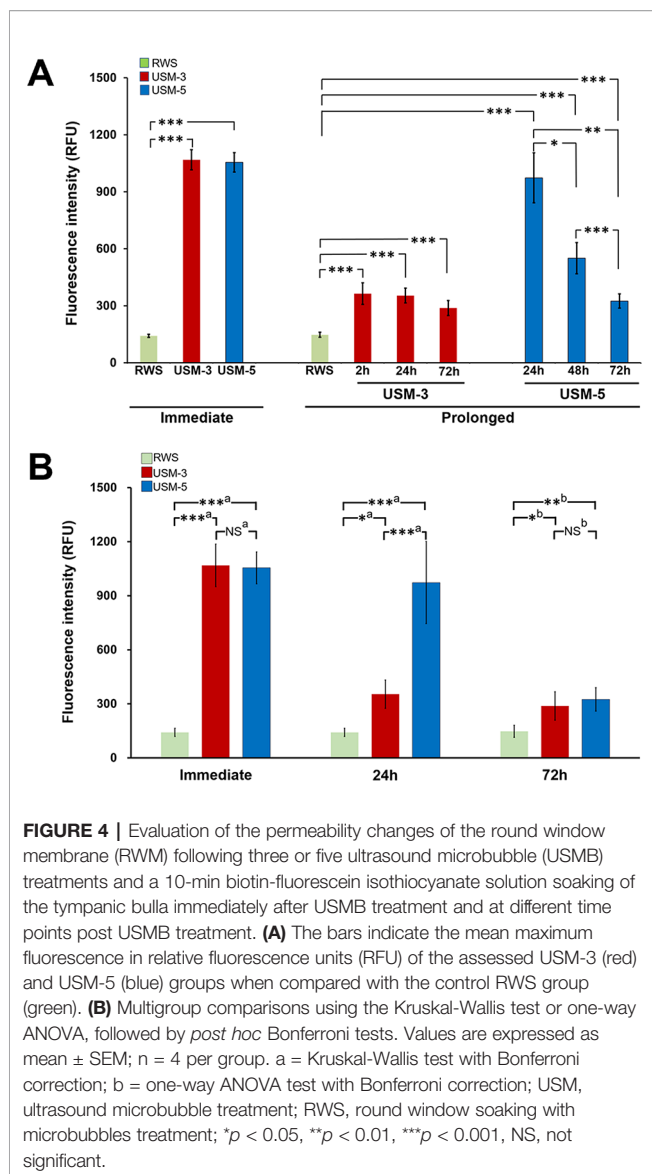 A
RWS
USM-3
USM-5
Fluorescence intensity (RFU)
1500
1200
900
600
300
0
***
***
***
***
***
***
***
***
**
*
***
RWS USM-3 USM-5 RWS 2h 24h 72h 24h 48h 72h
USM-3 USM-5
Immediate Prolonged
B
RWS
USM-3
USM-5
Fluorescence intensity (RFU)
1500
1200
900
600
300
0
***a ***a **b
***a *a *b
NSa ***a NSb
Immediate 24h 72h
FIGURE 4 | Evaluation of the permeability changes of the round window
membrane (RWM) following three or five ultrasound microbubble (USMB)
treatments and a 10-min biotin-fluorescein isothiocyanate solution soaking of
the tympanic bulla immediately after USMB treatment and at different time
points post USMB treatment. (A) The bars indicate the mean maximum
fluorescence in relative fluorescence units (RFU) of the assessed USM-3 (red)
and USM-5 (blue) groups when compared with the control RWS group
(green). (B) Multigroup comparisons using the Kruskal-Wallis test or one-way
ANOVA, followed by post hoc Bonferroni tests. Values are expressed as
mean ± SEM; n = 4 per group. a = Kruskal-Wallis test with Bonferroni
correction; b = one-way ANOVA test with Bonferroni correction; USM,
ultrasound microbubble treatment; RWS, round window soaking with
microbubbles treatment; *p < 0.05, **p < 0.01, ***p < 0.001, NS, not
significant.